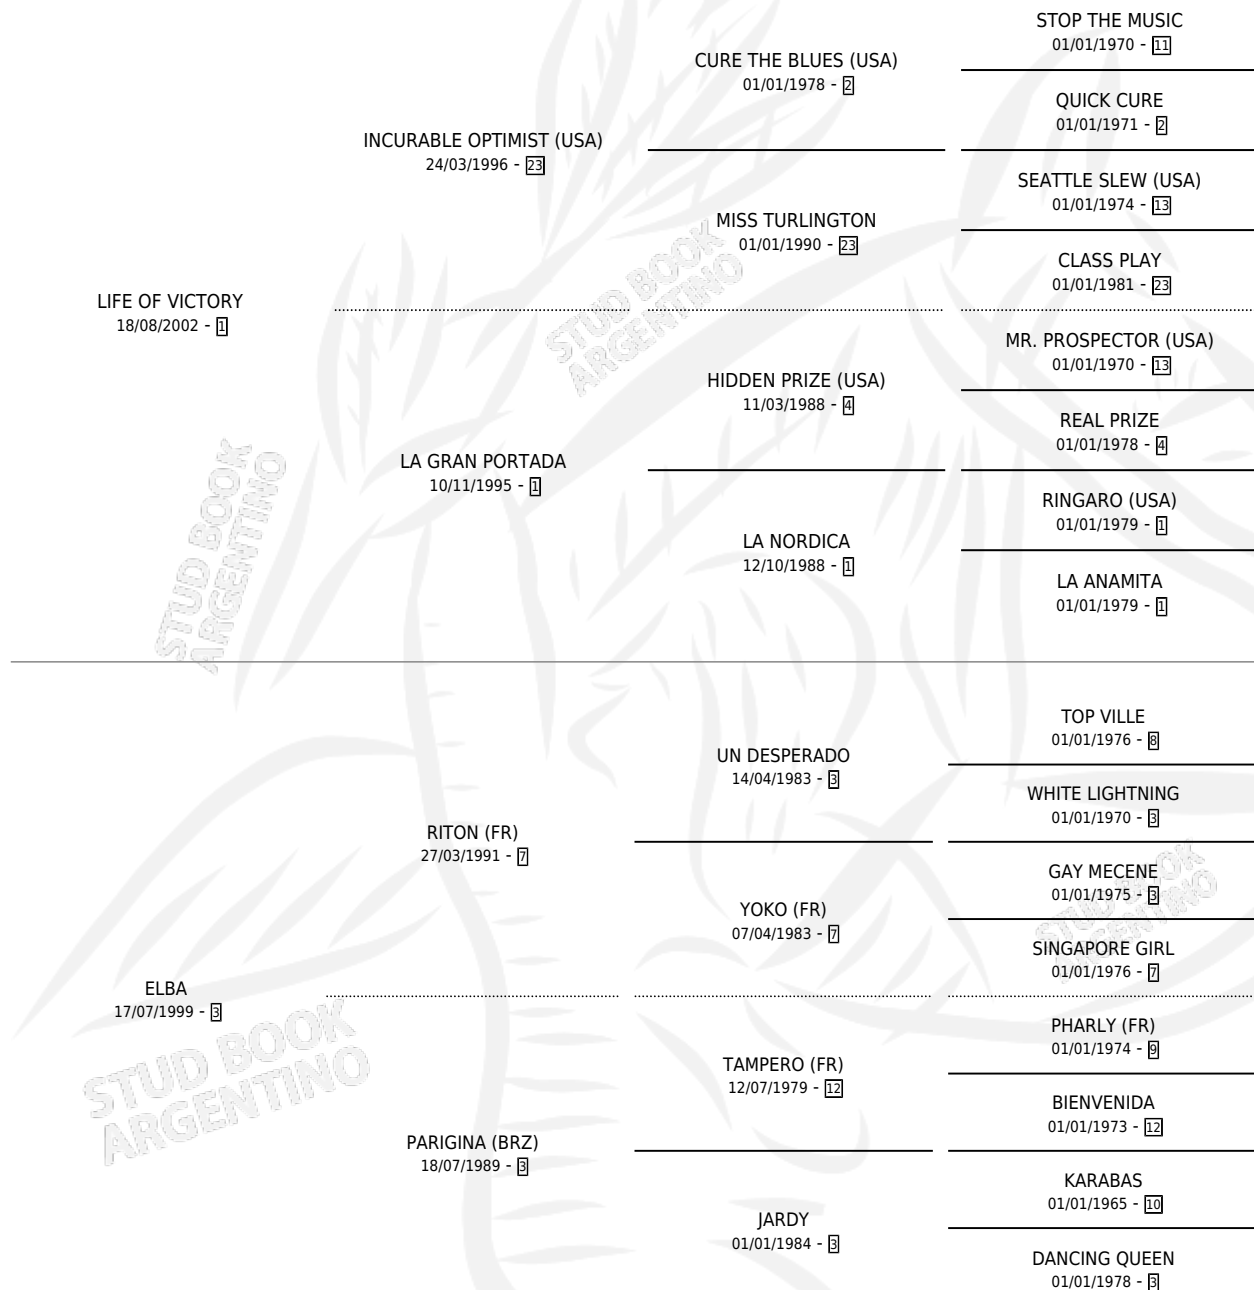 STOP THE MUSIC
01/01/1970 - 11
CURE THE BLUES (USA)
01/01/1978 - 2
QUICK CURE
01/01/1971 - 2
INCURABLE OPTIMIST (USA)
24/03/1996 - 23
SEATTLE SLEW (USA)
01/01/1974 - 13
MISS TURLINGTON
01/01/1990 - 23
CLASS PLAY
01/01/1981 - 23
LIFE OF VICTORY
18/08/2002 - 1
MR. PROSPECTOR (USA)
01/01/1970 - 13
HIDDEN PRIZE (USA)
11/03/1988 - 4
REAL PRIZE
01/01/1978 - 4
LA GRAN PORTADA
10/11/1995 - 1
RINGARO (USA)
01/01/1979 - 1
LA NORDICA
12/10/1988 - 1
LA ANAMITA
01/01/1979 - 1
STUD BOOK
ARGENTINO
STUD BOOK
ARGENTINO
TOP VILLE
01/01/1976 - 8
UN DESPERADO
14/04/1983 - 3
WHITE LIGHTNING
01/01/1970 - 3
RITON (FR)
27/03/1991 - 7
GAY MECENE
01/01/1975 - 3
YOKO (FR)
07/04/1983 - 7
SINGAPORE GIRL
01/01/1976 - 7
ELBA
17/07/1999 - 3
PHARLY (FR)
01/01/1974 - 9
TAMPERO (FR)
12/07/1979 - 12
BIENVENIDA
01/01/1973 - 12
PARIGINA (BRZ)
18/07/1989 - 3
KARABAS
01/01/1965 - 10
JARDY
01/01/1984 - 3
DANCING QUEEN
01/01/1978 - 3
STUD BOOK
ARGENTINO
STUD BOOK
ARGENTINO